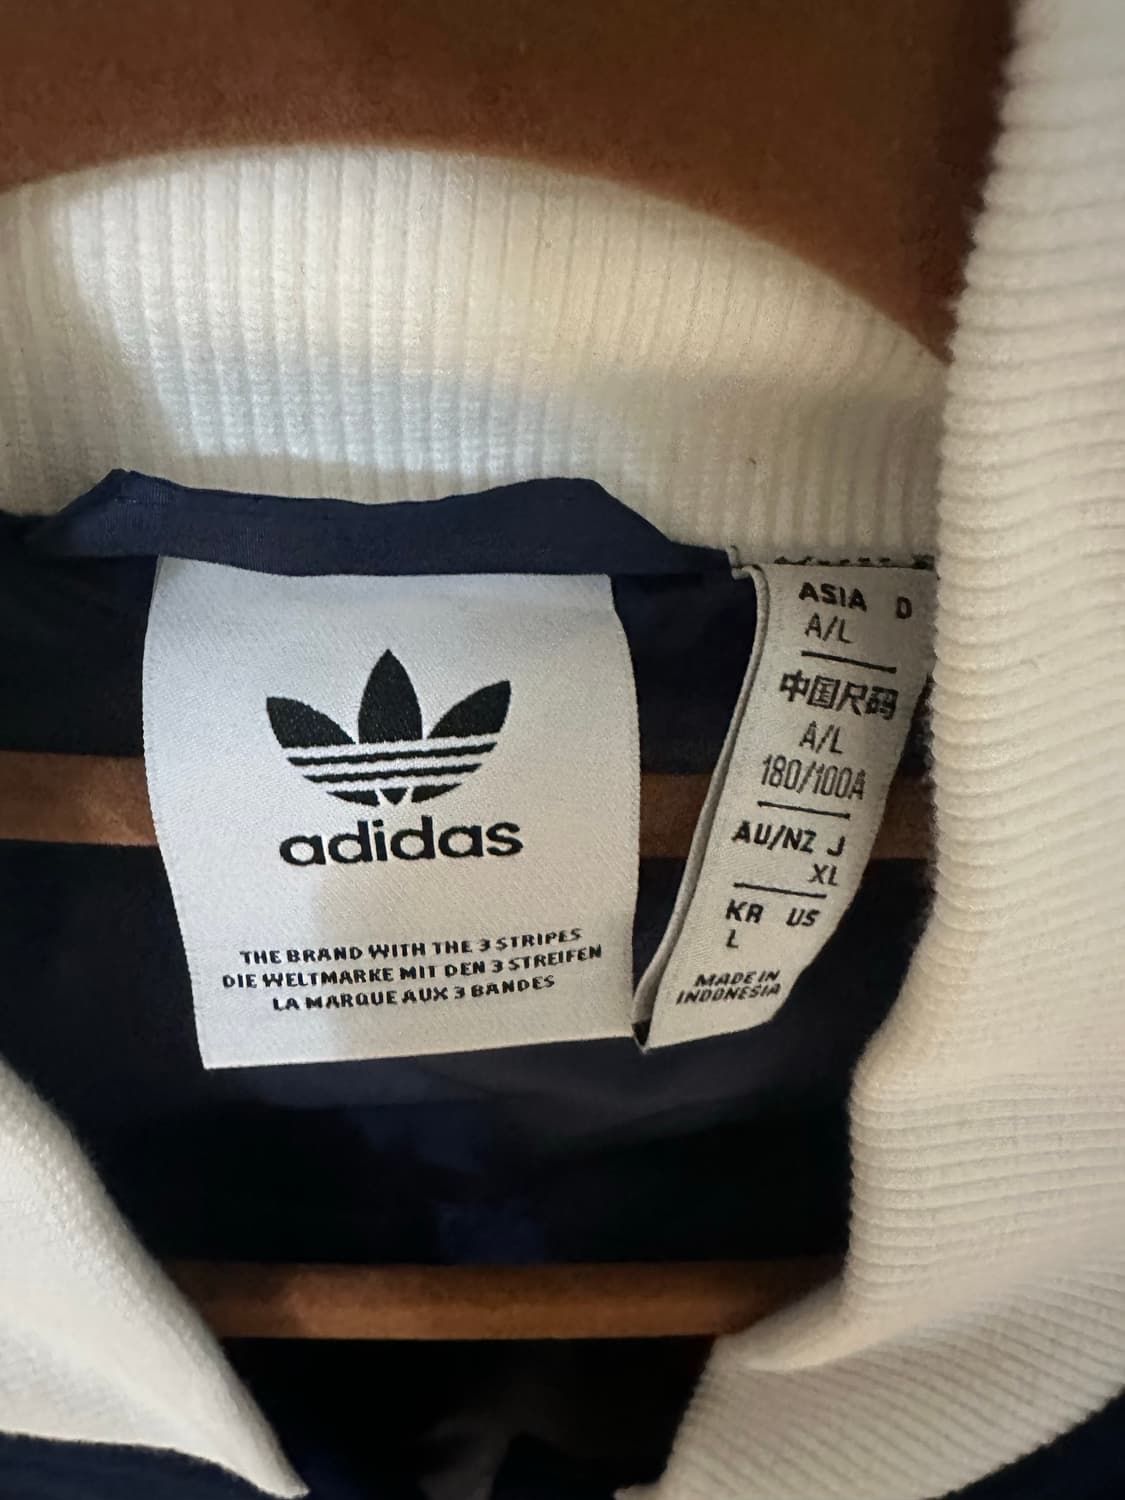 adidas
THE BRAND WITH THE 3 STRIPES
DIE WELTMARKE MIT DEN 3 STREIFEN
LA MARQUE AUX 3 BANDES
ASIA D
A/L
中国尺码
A/L
180/100A
AU/NZ J
XL
KR US
L
MADE IN
INDONESIA